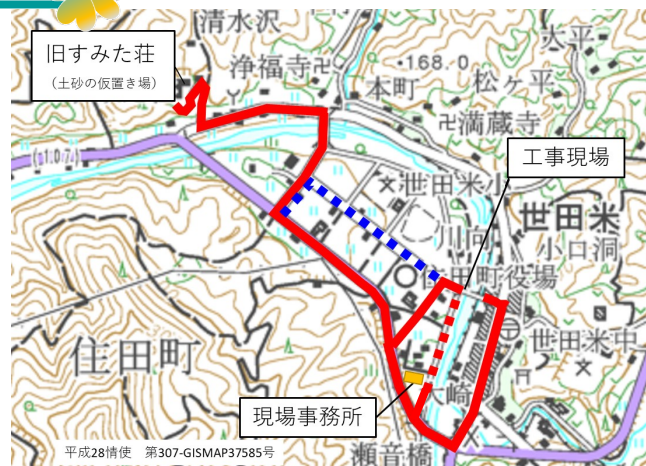 清水沢
大平
旧すみた荘
（土砂の仮置き場）
浄福寺卍
・168.0
松ヶ平
本町
卍満蔵寺
工事現場
(107)
世田米小
世田米
川向
小口洞
住田町役場
世田米中
住田町
大崎
現場事務所
瀬音橋
平成28情使　第307-GISMAP37585号